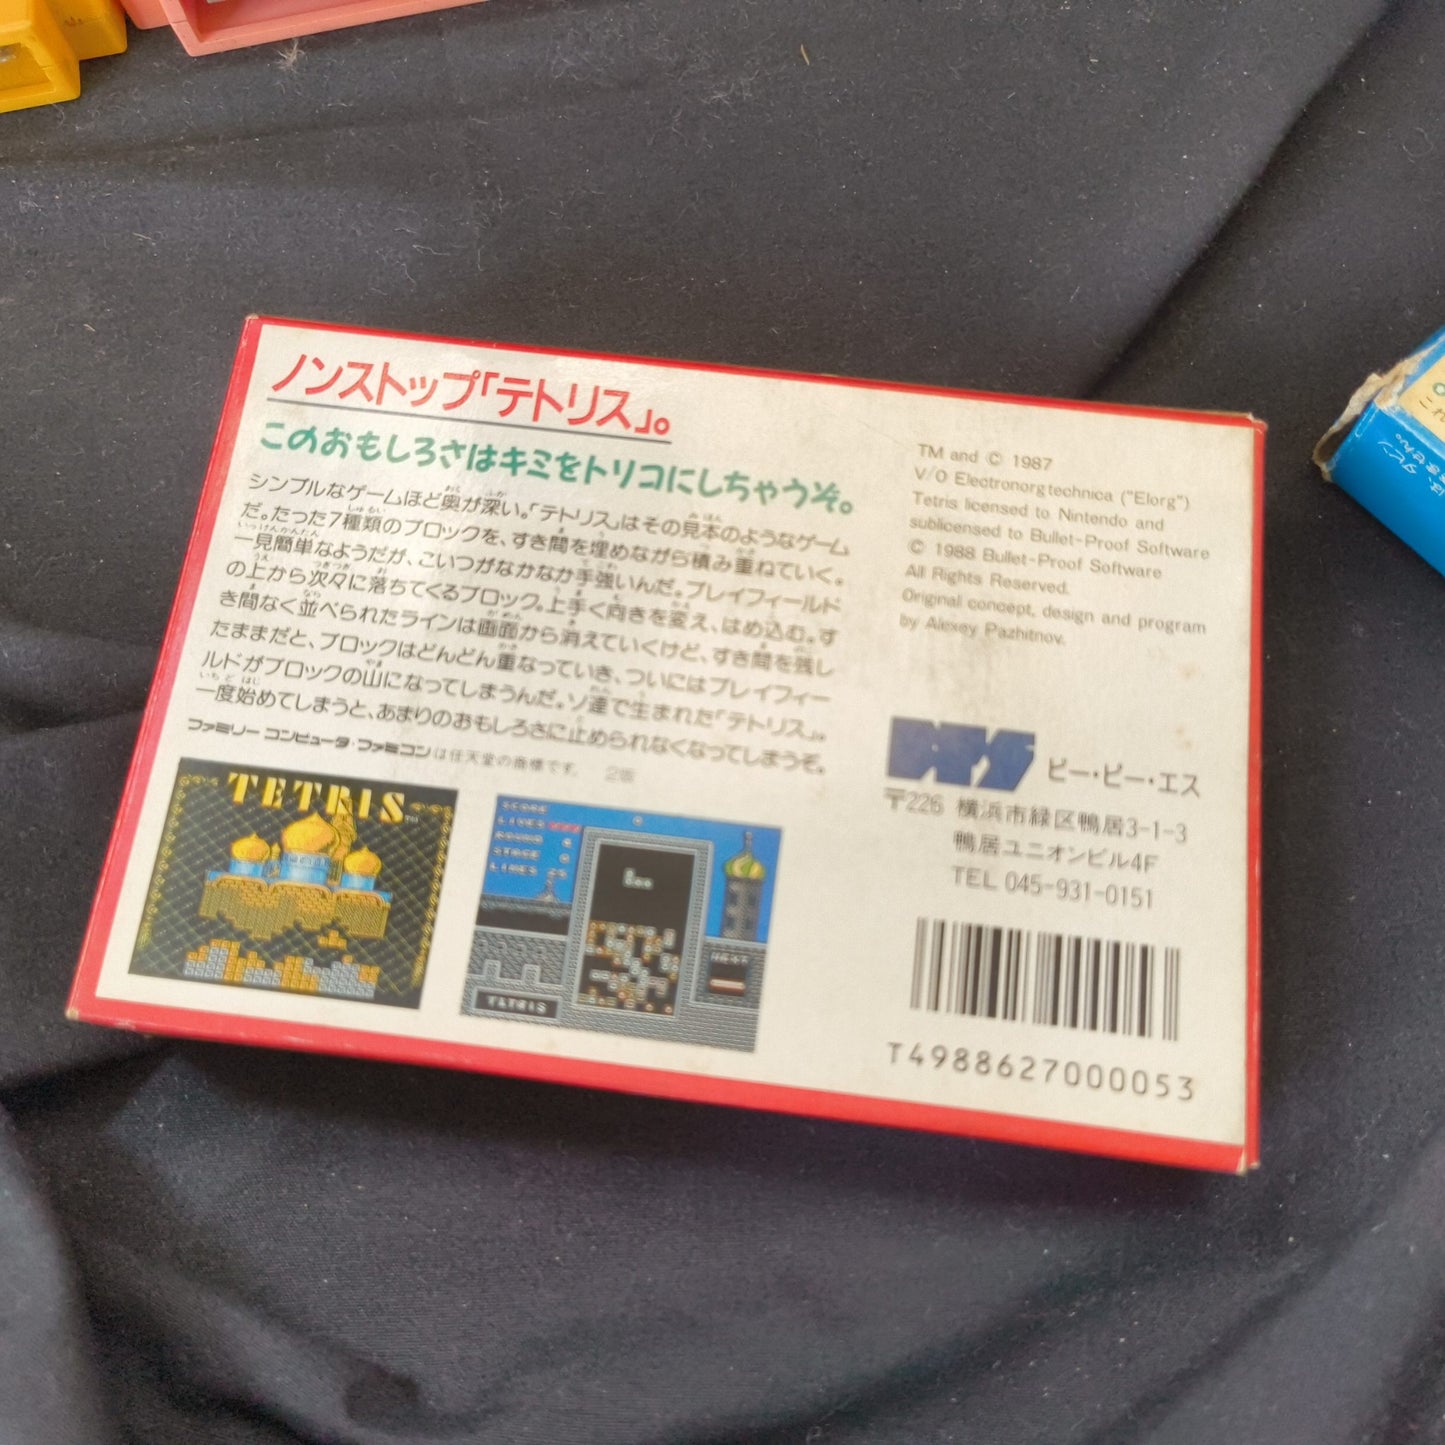 ノンストップ「テトリス」。
このおもしろさはキミをトリコにしちゃうぞ。
シンプルなゲームほど奥が深い。「テトリス」はその見本のようなゲーム
だ。たった7種類のブロックを、すき間を埋めながら積み重ねていく。
一見簡単なようだが、こいつがなかなか手強いんだ。プレイフィールド
の上から次々に落ちてくるブロック。上手く向きを変え、はめ込む。す
き間なく並べられたラインは画面から消えていくけど、すき間を残し
たままだと、ブロックはどんどん重なっていき、ついにはプレイフィー
ルドがブロックの山になってしまうんだ。ソ連で生まれた「テトリス」。
一度始めてしまうと、あまりのおもしろさに止められなくなってしまうぞ。
ファミリー コンピュータ・ファミコンは任天堂の商標です。 2版
TETRIS™
SCORE 0
LIVES
ROUND
STAGE
LINES 25
NEXT
TETRIS
TM and © 1987
V/O Electronorgtechnica ("Elorg")
Tetris licensed to Nintendo and
sublicensed to Bullet-Proof Software
© 1988 Bullet-Proof Software
All Rights Reserved.
Original concept, design and program
by Alexey Pazhitnov.
BPS ビー・ピー・エス
〒226 横浜市緑区鴨居3-1-3
鴨居ユニオンビル4F
TEL 045-931-0151
T4988627000053